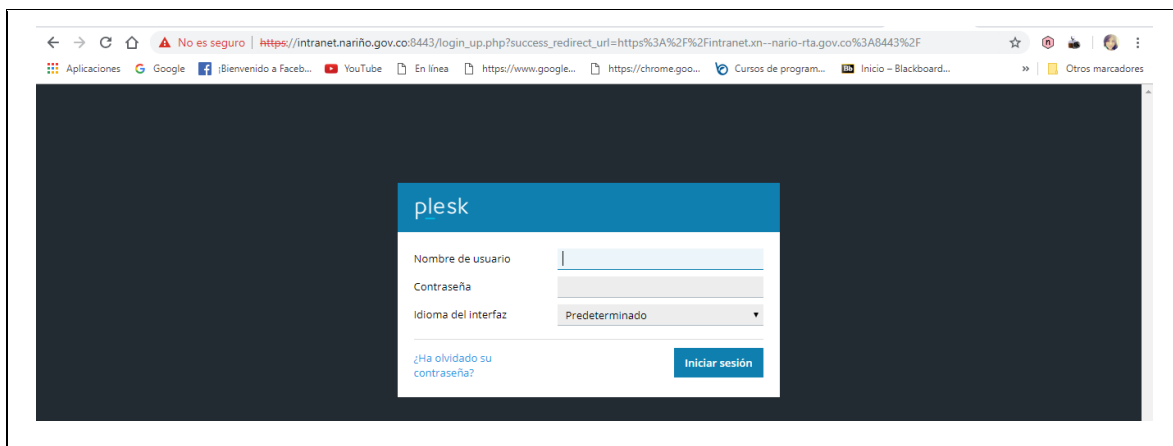 No es seguro | https://intranet.nariño.gov.co:8443/login_up.php?success_redirect_url=https%3A%2F%2Fintranet.xn--nario-rta.gov.co%3A8443%2F
Aplicaciones Google ¡Bienvenido a Faceb... YouTube En línea https://www.google... https://chrome.goo... Cursos de program... Bb Inicio – Blackboard... » Otros marcadores
plesk
Nombre de usuario
Contraseña
Idioma del interfaz Predeterminado
¿Ha olvidado su
contraseña?
Iniciar sesión